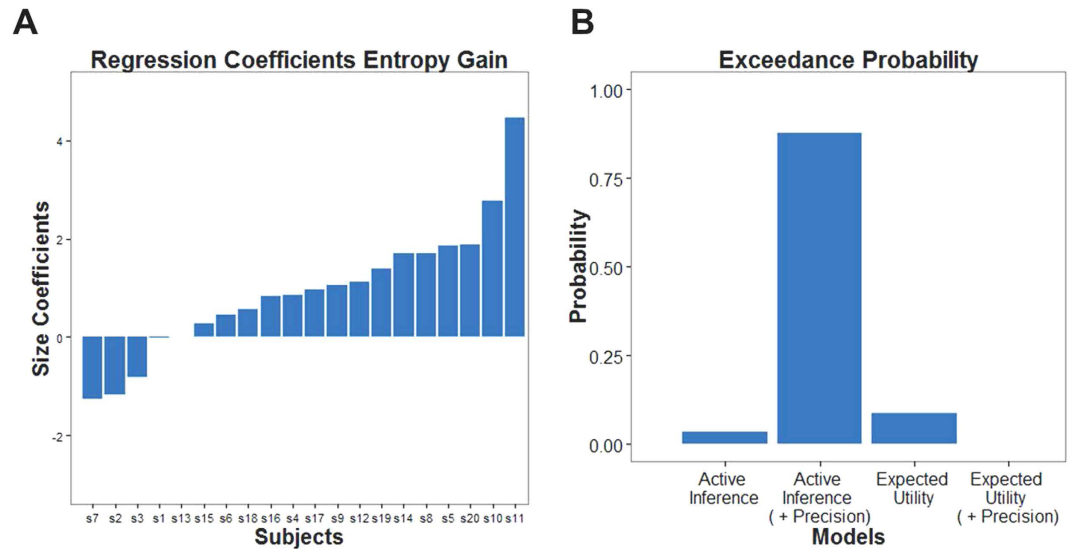 A
Regression Coefficients Entropy Gain
Size Coefficients
4
2
0
-2
s7 s2 s3 s1 s13 s15 s6 s18 s16 s4 s17 s9 s12 s19 s14 s8 s5 s20 s10 s11
Subjects
B
Exceedance Probability
Probability
1.00
0.75
0.50
0.25
0.00
Active
Inference
Active
Inference
( + Precision)
Expected
Utility
Expected
Utility
( + Precision)
Models